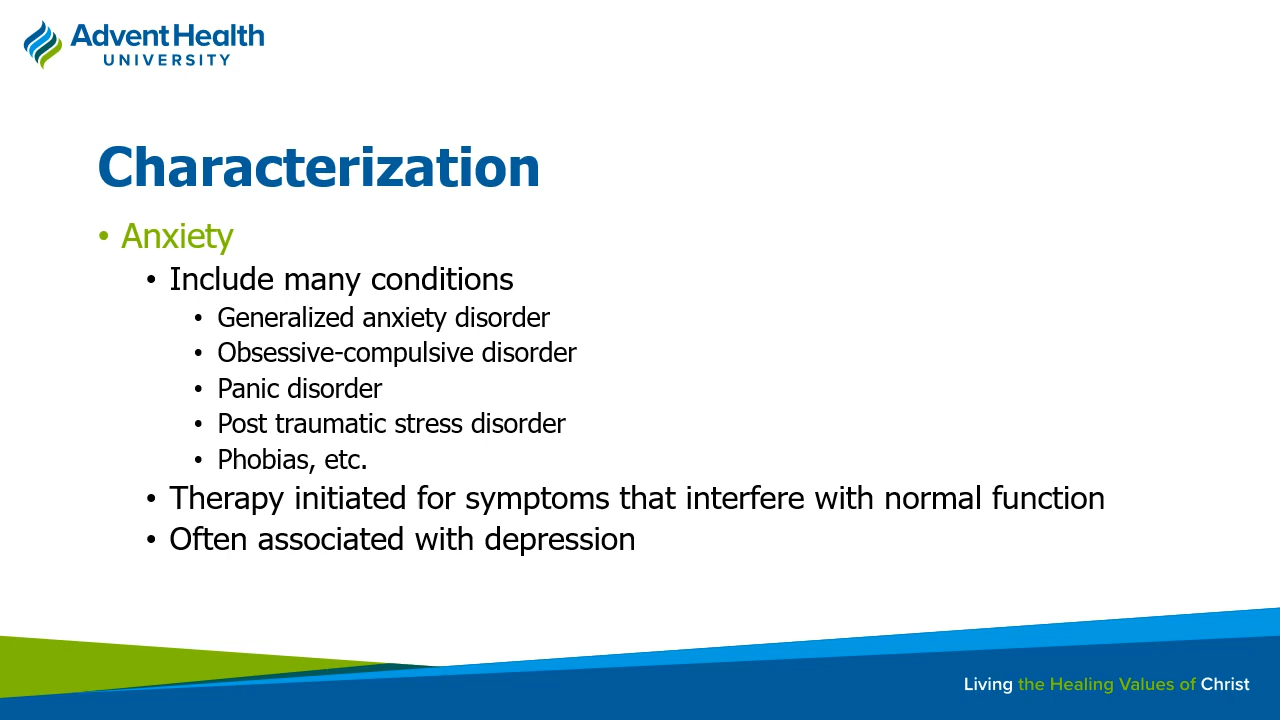 AdventHealth
UNIVERSITY
Characterization
• Anxiety
• Include many conditions
• Generalized anxiety disorder
• Obsessive-compulsive disorder
• Panic disorder
• Post traumatic stress disorder
• Phobias, etc.
• Therapy initiated for symptoms that interfere with normal function
• Often associated with depression
Living the Healing Values of Christ